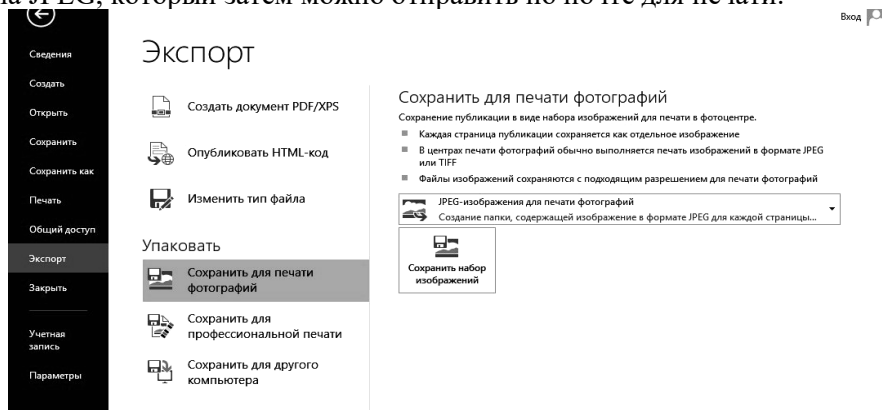 на JPEG, который затем можно отправить по почте для печати.
Вход
Экспорт
Сведения
Создать
Открыть
Сохранить
Сохранить как
Печать
Общий доступ
Экспорт
Закрыть
Учетная
запись
Параметры
Создать документ PDF/XPS
Опубликовать HTML-код
Изменить тип файла
Упаковать
Сохранить для печати
фотографий
Сохранить для
профессиональной печати
Сохранить для другого
компьютера
Сохранить для печати фотографий
Сохранение публикации в виде набора изображений для печати в фотоцентре.
Каждая страница публикации сохраняется как отдельное изображение
В центрах печати фотографий обычно выполняется печать изображений в формате JPEG
или TIFF
Файлы изображений сохраняются с подходящим разрешением для печати фотографий
JPEG-изображения для печати фотографий
Создание папки, содержащей изображение в формате JPEG для каждой страницы...
Сохранить набор
изображений